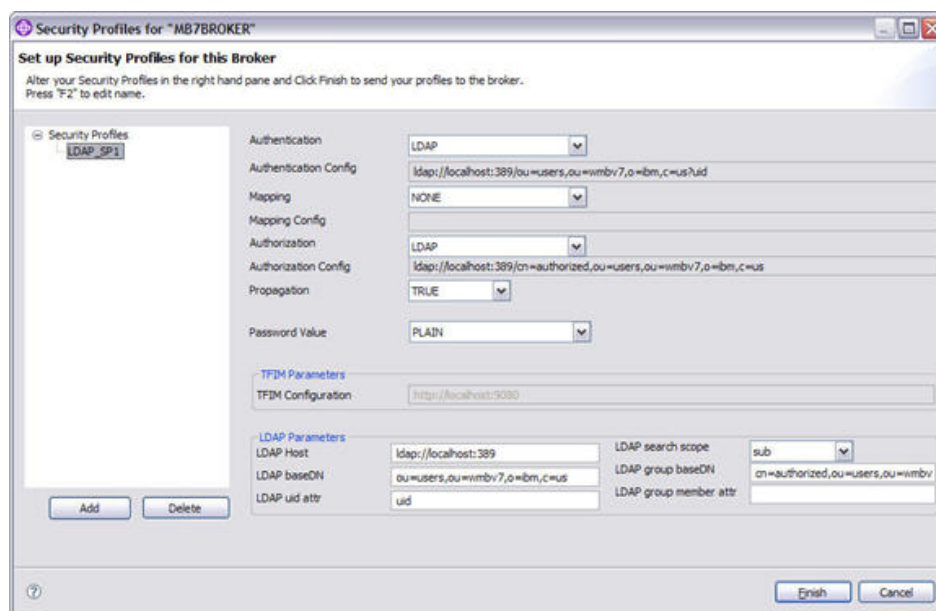 Security Profiles for "MB7BROKER"
Set up Security Profiles for this Broker
Alter your Security Profiles in the right hand pane and Click Finish to send your profiles to the broker.
Press "F2" to edit name.
Security Profiles
LDAP_SP1
Add
Delete
Authentication
LDAP
Authentication Config
ldap://localhost:389/ou=users,ou=wmbv7,o=ibm,c=us?uid
Mapping
NONE
Mapping Config
Authorization
LDAP
Authorization Config
ldap://localhost:389/cn=authorized,ou=users,ou=wmbv7,o=ibm,c=us
Propagation
TRUE
Password Value
PLAIN
TFIM Parameters
TFIM Configuration
http://localhost:9080
LDAP Parameters
LDAP Host
ldap://localhost:389
LDAP baseDN
ou=users,ou=wmbv7,o=ibm,c=us
LDAP uid attr
uid
LDAP search scope
sub
LDAP group baseDN
cn=authorized,ou=users,ou=wmbv
LDAP group member attr
?
Finish
Cancel